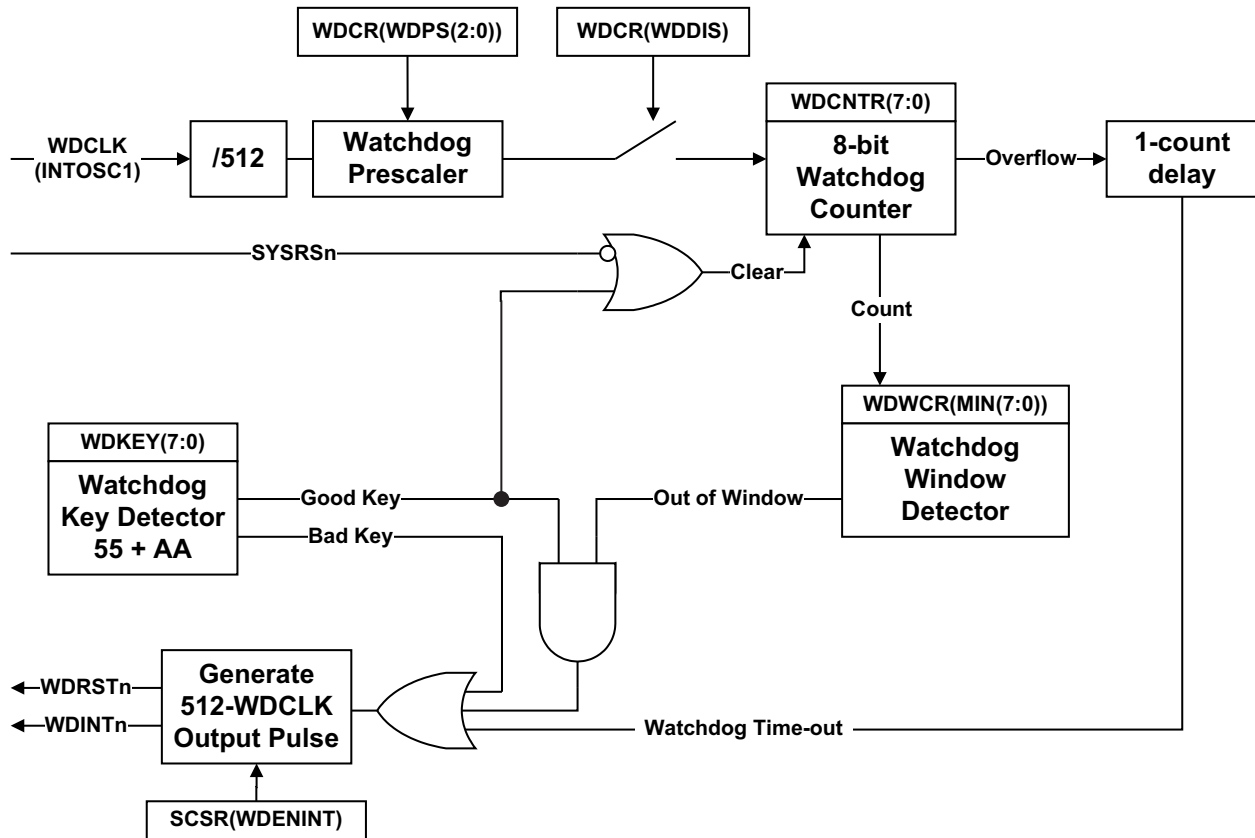 WDCR(WDPS(2:0))
WDCR(WDDIS)
WDCNTR(7:0)
WDCLK
(INTOSC1)
/512
Watchdog
Prescaler
8-bit
Watchdog
Counter
Overflow
1-count
delay
SYSRSn
Clear
Count
WDWCR(MIN(7:0))
Watchdog
Window
Detector
WDKEY(7:0)
Watchdog
Key Detector
55 + AA
Good Key
Bad Key
Out of Window
Generate
512-WDCLK
Output Pulse
WDRSTn
WDINTn
Watchdog Time-out
SCSR(WDENINT)